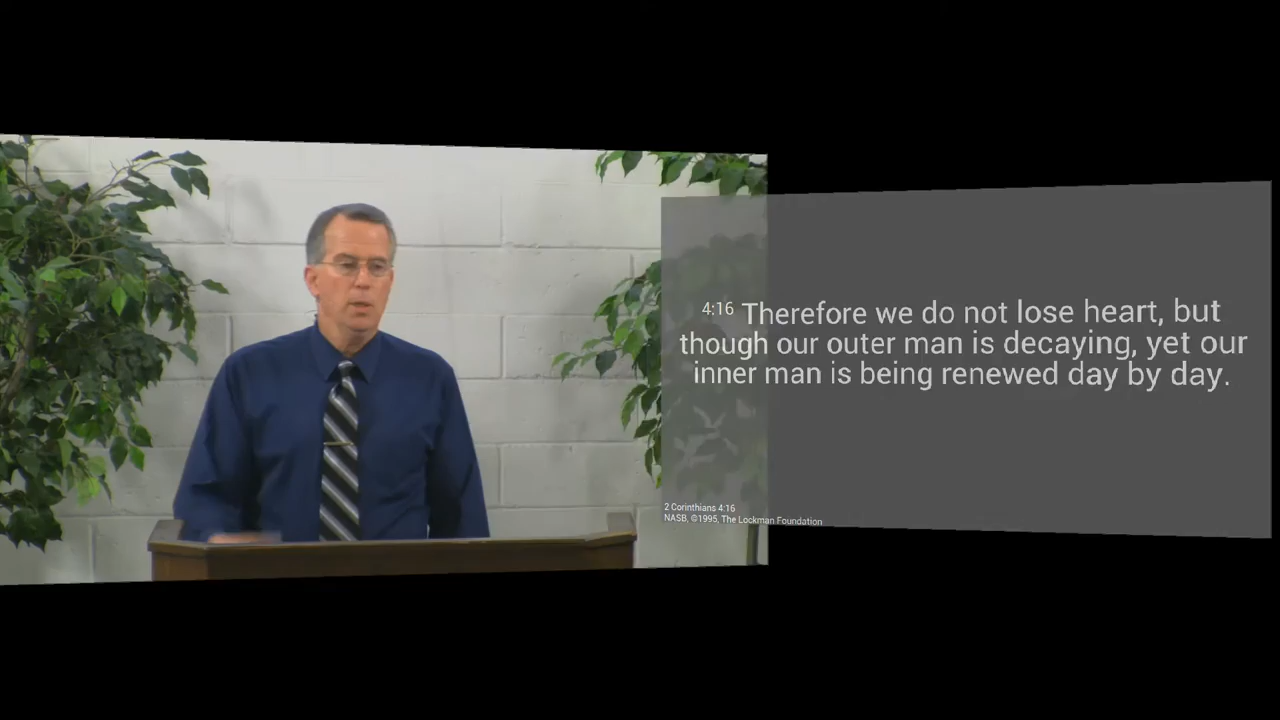 4:16 Therefore we do not lose heart, but
though our outer man is decaying, yet our
inner man is being renewed day by day.
2 Corinthians 4:16
NASB, ©1995, The Lockman Foundation